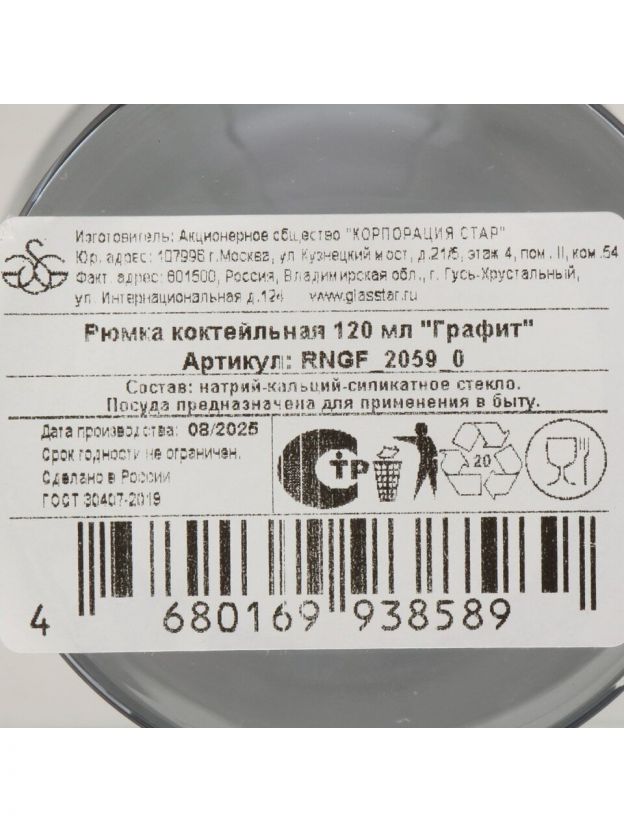 Изготовитель: Акционерное общество "КОРПОРАЦИЯ СТАР"
Юр. адрес: 107996 г.Москва, ул Кузнецкий мост, д.21/5, этаж 4, пом. II, ком.54
Факт. адрес: 601500, Россия, Владимирская обл., г. Гусь-Хрустальный,
ул. Интернациональная д.124 www.glasstar.ru
Рюмка коктейльная 120 мл "Графит"
Артикул: RNGF_2059_0
Состав: натрий-кальций-силикатное стекло.
Посуда предназначена для применения в быту.
Дата производства: 08/2025
Срок годности не ограничен.
Сделано в России
ГОСТ 30407-2019
СТР
20
4 680169 938589